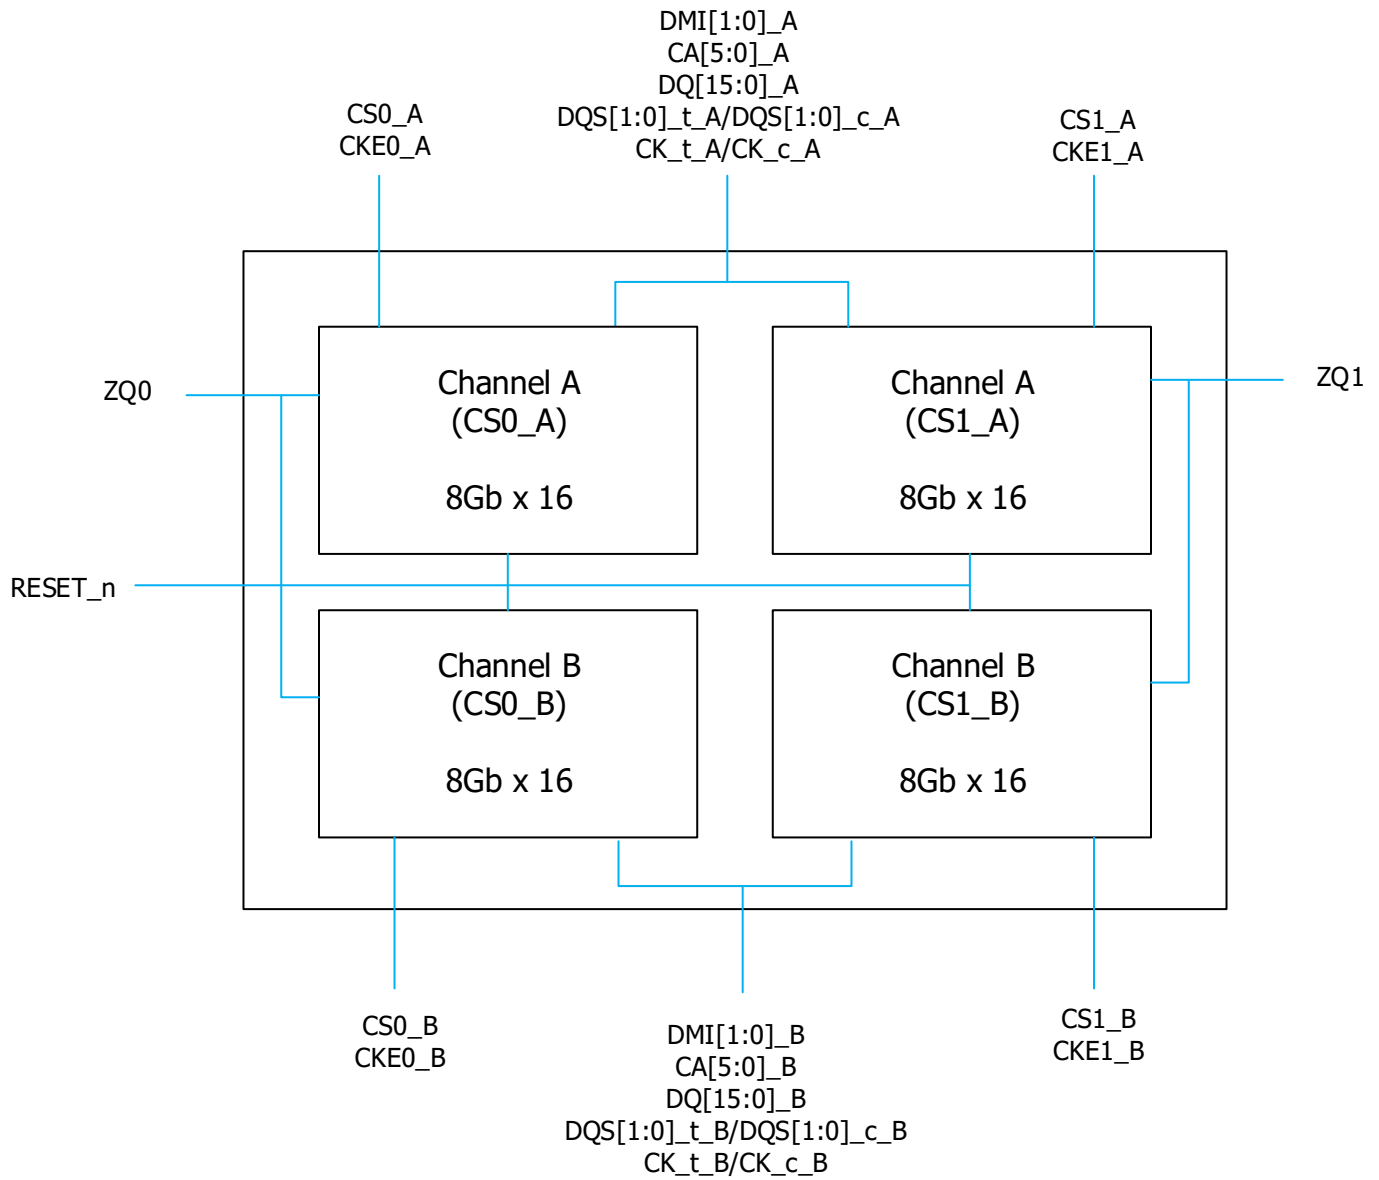 DMI[1:0]_A
CA[5:0]_A
DQ[15:0]_A
DQS[1:0]_t_A/DQS[1:0]_c_A
CK_t_A/CK_c_A
CS0_A
CKE0_A
CS1_A
CKE1_A
ZQ0
Channel A
(CS0_A)
8Gb x 16
Channel A
(CS1_A)
8Gb x 16
ZQ1
RESET_n
Channel B
(CS0_B)
8Gb x 16
Channel B
(CS1_B)
8Gb x 16
CS0_B
CKE0_B
DMI[1:0]_B
CA[5:0]_B
DQ[15:0]_B
DQS[1:0]_t_B/DQS[1:0]_c_B
CK_t_B/CK_c_B
CS1_B
CKE1_B